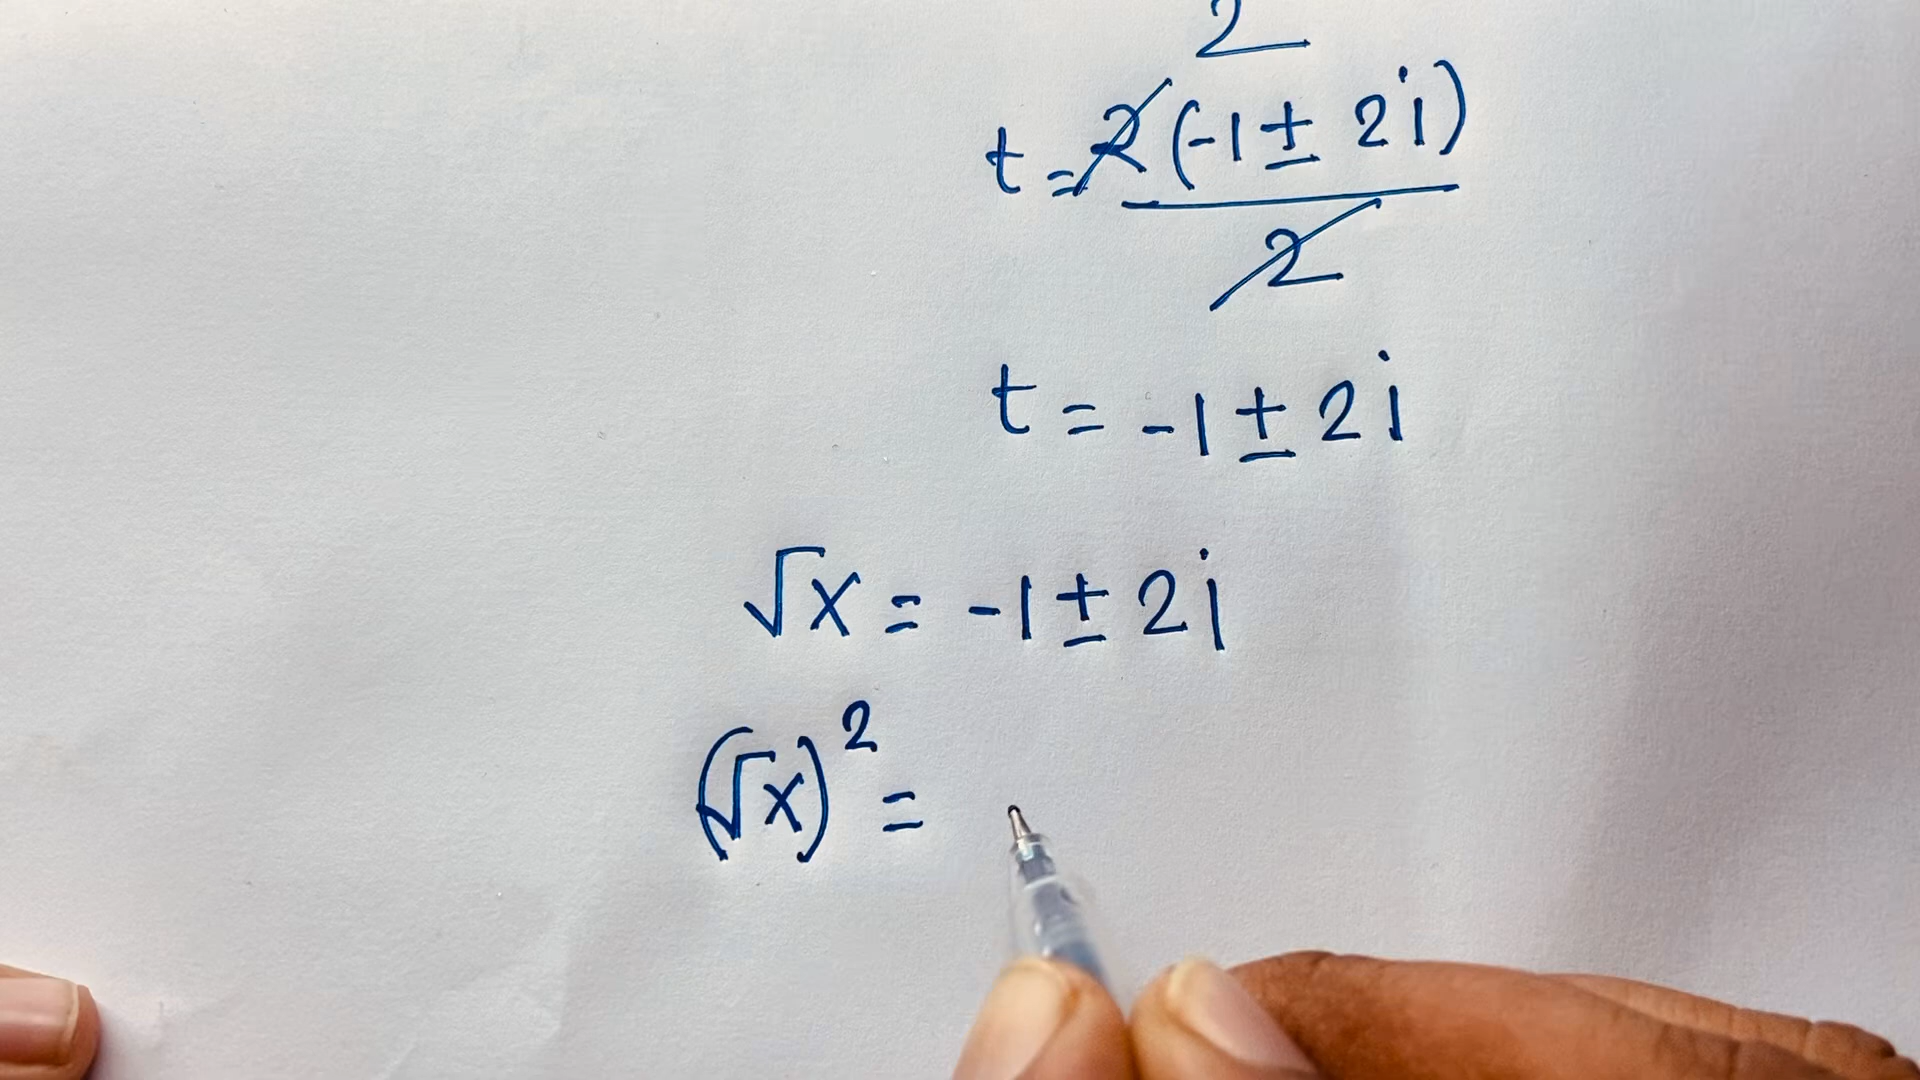 2
t = 2(-1 ± 2i)
2
t = -1 ± 2i
√x = -1 ± 2i
(√x)² =